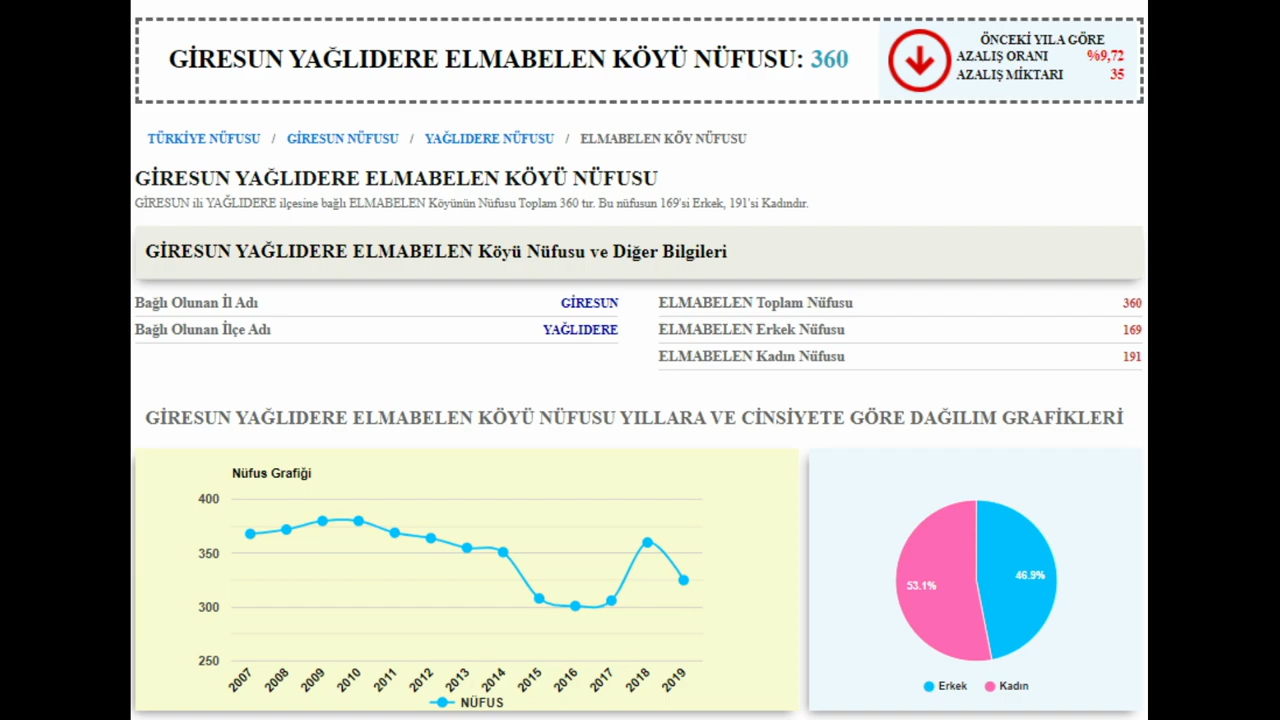 GİRESUN YAĞLIDERE ELMABELEN KÖYÜ NÜFUSU: 360
ÖNCEKİ YILA GÖRE
AZALIŞ ORANI %9,72
AZALIŞ MİKTARI 35
TÜRKİYE NÜFUSU / GİRESUN NÜFUSU / YAĞLIDERE NÜFUSU / ELMABELEN KÖY NÜFUSU
GİRESUN YAĞLIDERE ELMABELEN KÖYÜ NÜFUSU
GİRESUN ili YAĞLIDERE ilçesine bağlı ELMABELEN Köyünün Nüfusu Toplam 360 tır. Bu nüfusun 169'si Erkek, 191'si Kadındır.
GİRESUN YAĞLIDERE ELMABELEN Köyü Nüfusu ve Diğer Bilgileri
Bağlı Olunan İl Adı GİRESUN
Bağlı Olunan İlçe Adı YAĞLIDERE
ELMABELEN Toplam Nüfusu 360
ELMABELEN Erkek Nüfusu 169
ELMABELEN Kadın Nüfusu 191
GİRESUN YAĞLIDERE ELMABELEN KÖYÜ NÜFUSU YILLARA VE CİNSİYETE GÖRE DAĞILIM GRAFİKLERİ
Nüfus Grafiği
400
350
300
250
2007 2008 2009 2010 2011 2012 2013 2014 2015 2016 2017 2018 2019
NÜFUS
46.9%
53.1%
Erkek Kadın